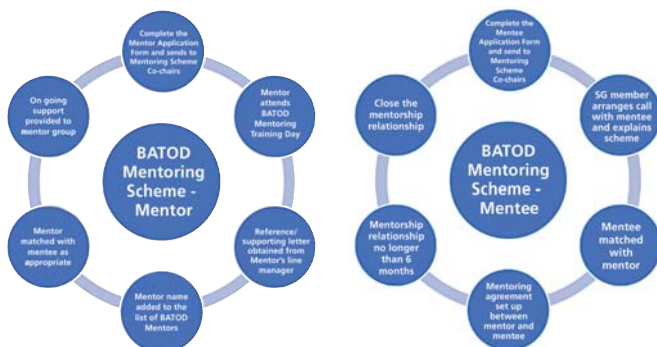 Complete the
Mentor Application
Form and sends to
Mentoring Scheme
Co-chairs
Mentor
attends
BATOD
Mentoring
Training Day
Reference/
supporting letter
obtained from
Mentor's line
manager
Mentor name
added to the
list of BATOD
Mentors
Mentor
matched with
mentee as
appropriate
On going
support
provided to
mentor group
BATOD
Mentoring
Scheme -
Mentor
Complete the
Mentee
Application Form
and send to
Mentoring
Scheme
Co-chairs
SG member
arranges call
with mentee
and explains
scheme
Mentee
matched
with
mentor
Mentoring
agreement
set up
between
mentor and
mentee
Mentorship
relationship
no longer
than 6
months
Close the
mentorship
relationship
BATOD
Mentoring
Scheme -
Mentee